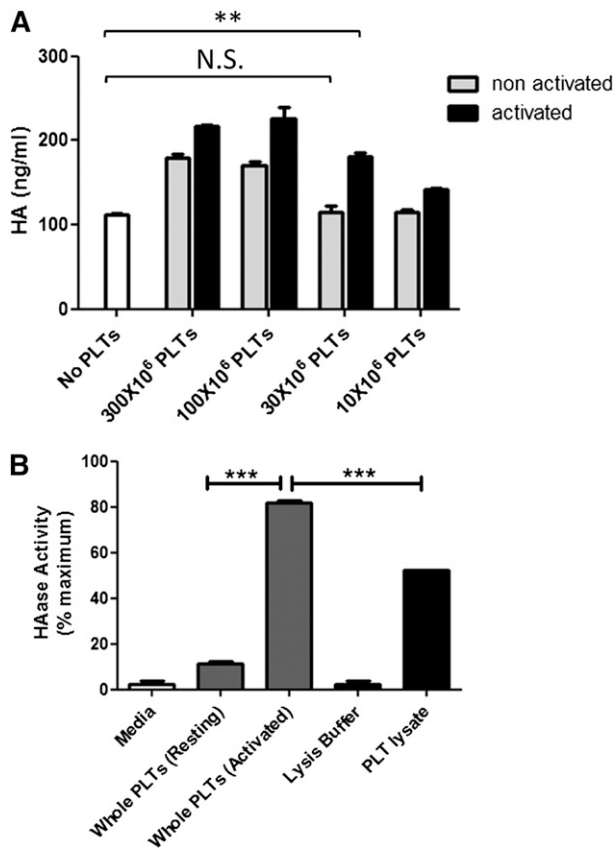 A
**
N.S.
non activated
activated
HA (ng/ml)
300
200
100
0
No PLTs
300X10⁶ PLTs
100X10⁶ PLTs
30X10⁶ PLTs
10X10⁶ PLTs
B
HAase Activity
(% maximum)
100
80
60
40
20
0
***
***
Media
Whole PLTs (Resting)
Whole PLTs (Activated)
Lysis Buffer
PLT lysate